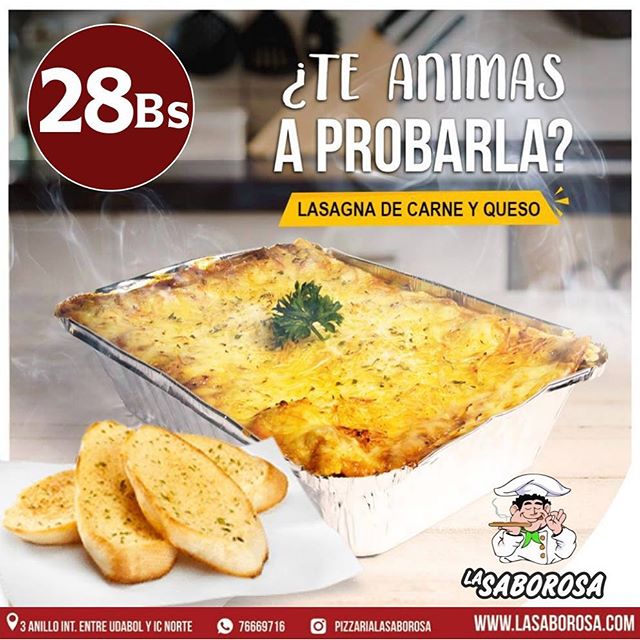 28Bs
¿TE ANIMAS
A PROBARLA?
LASAGNA DE CARNE Y QUESO
LA SABOROSA
3 ANILLO INT. ENTRE UDABOL Y IC NORTE 76669716 PIZZARIALASABOROSA WWW.LASABOROSA.COM